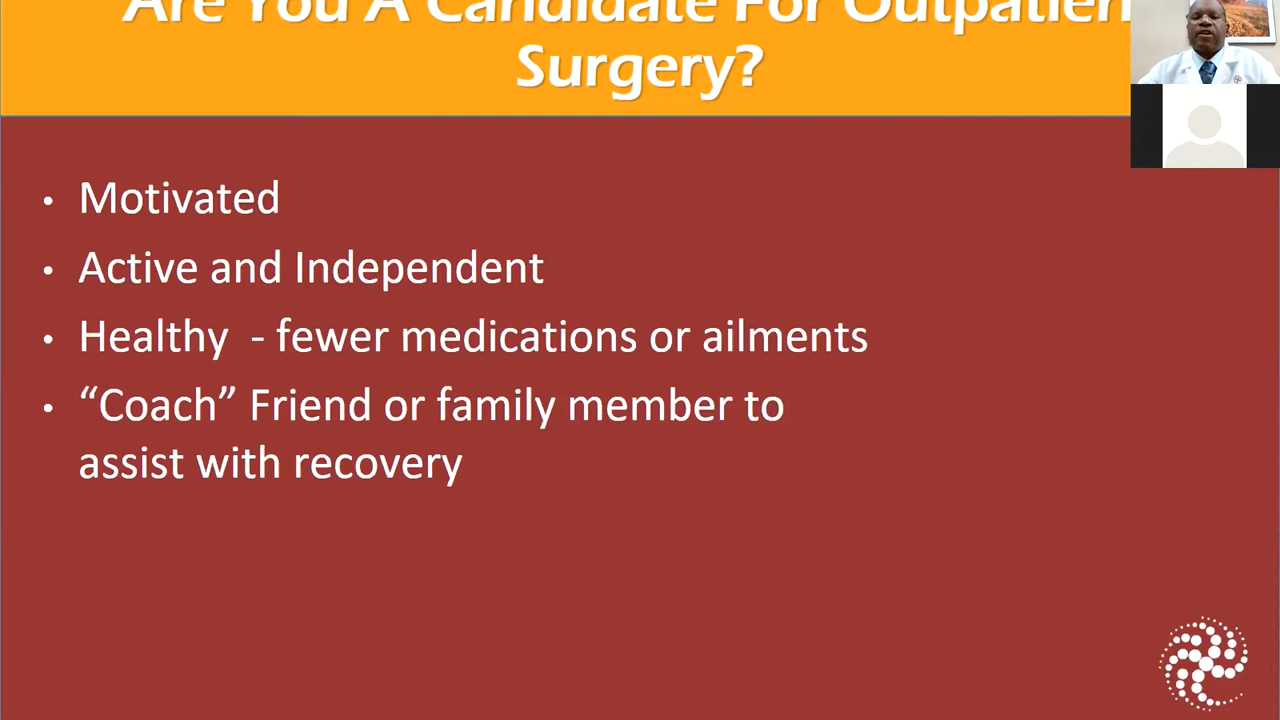 Are You A Candidate For Outpatien
Surgery?
• Motivated
• Active and Independent
• Healthy - fewer medications or ailments
• “Coach” Friend or family member to
assist with recovery